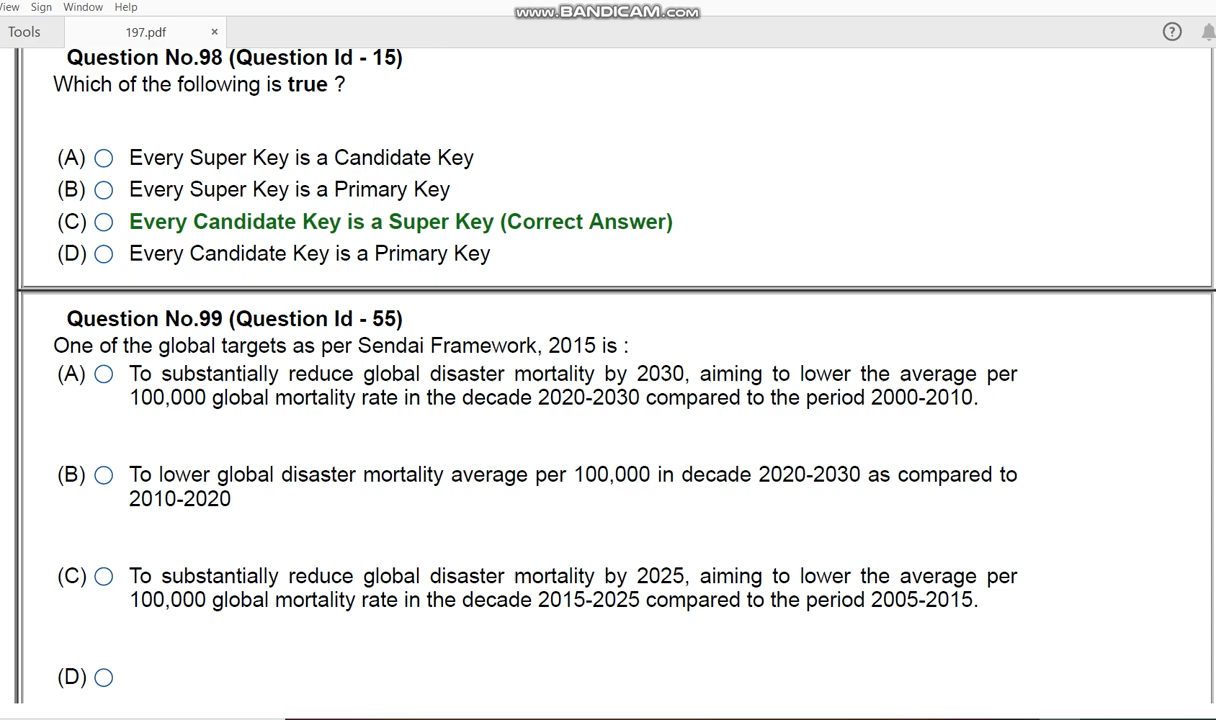 View Sign Window Help
www.BANDICAM.com
Tools 197.pdf ×
?
Question No.98 (Question Id - 15)
Which of the following is true ?
(A) Every Super Key is a Candidate Key
(B) Every Super Key is a Primary Key
(C) Every Candidate Key is a Super Key (Correct Answer)
(D) Every Candidate Key is a Primary Key
Question No.99 (Question Id - 55)
One of the global targets as per Sendai Framework, 2015 is :
(A) To substantially reduce global disaster mortality by 2030, aiming to lower the average per
100,000 global mortality rate in the decade 2020-2030 compared to the period 2000-2010.
(B) To lower global disaster mortality average per 100,000 in decade 2020-2030 as compared to
2010-2020
(C) To substantially reduce global disaster mortality by 2025, aiming to lower the average per
100,000 global mortality rate in the decade 2015-2025 compared to the period 2005-2015.
(D)